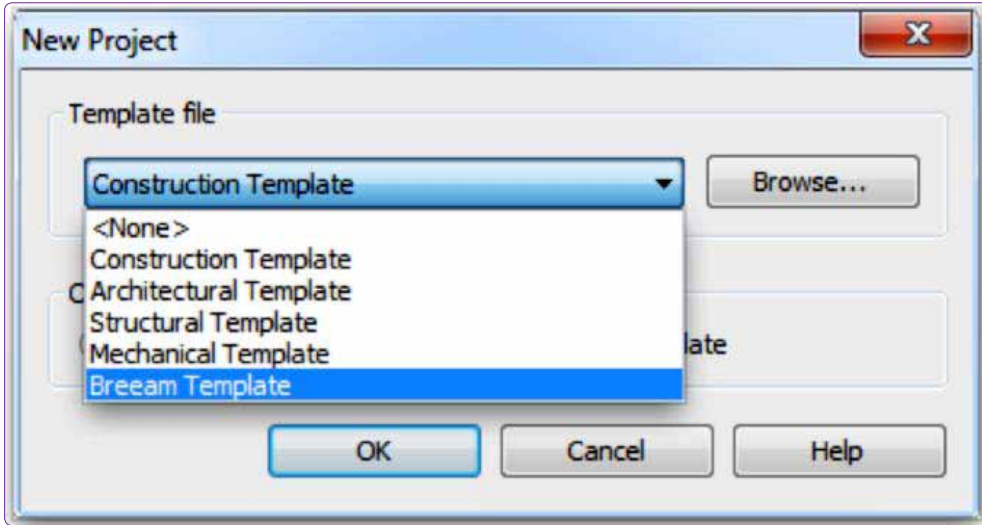 New Project
Template file
Construction Template
Browse...
<None>
Construction Template
Architectural Template
Structural Template
Mechanical Template
Breeam Template
OK
Cancel
Help